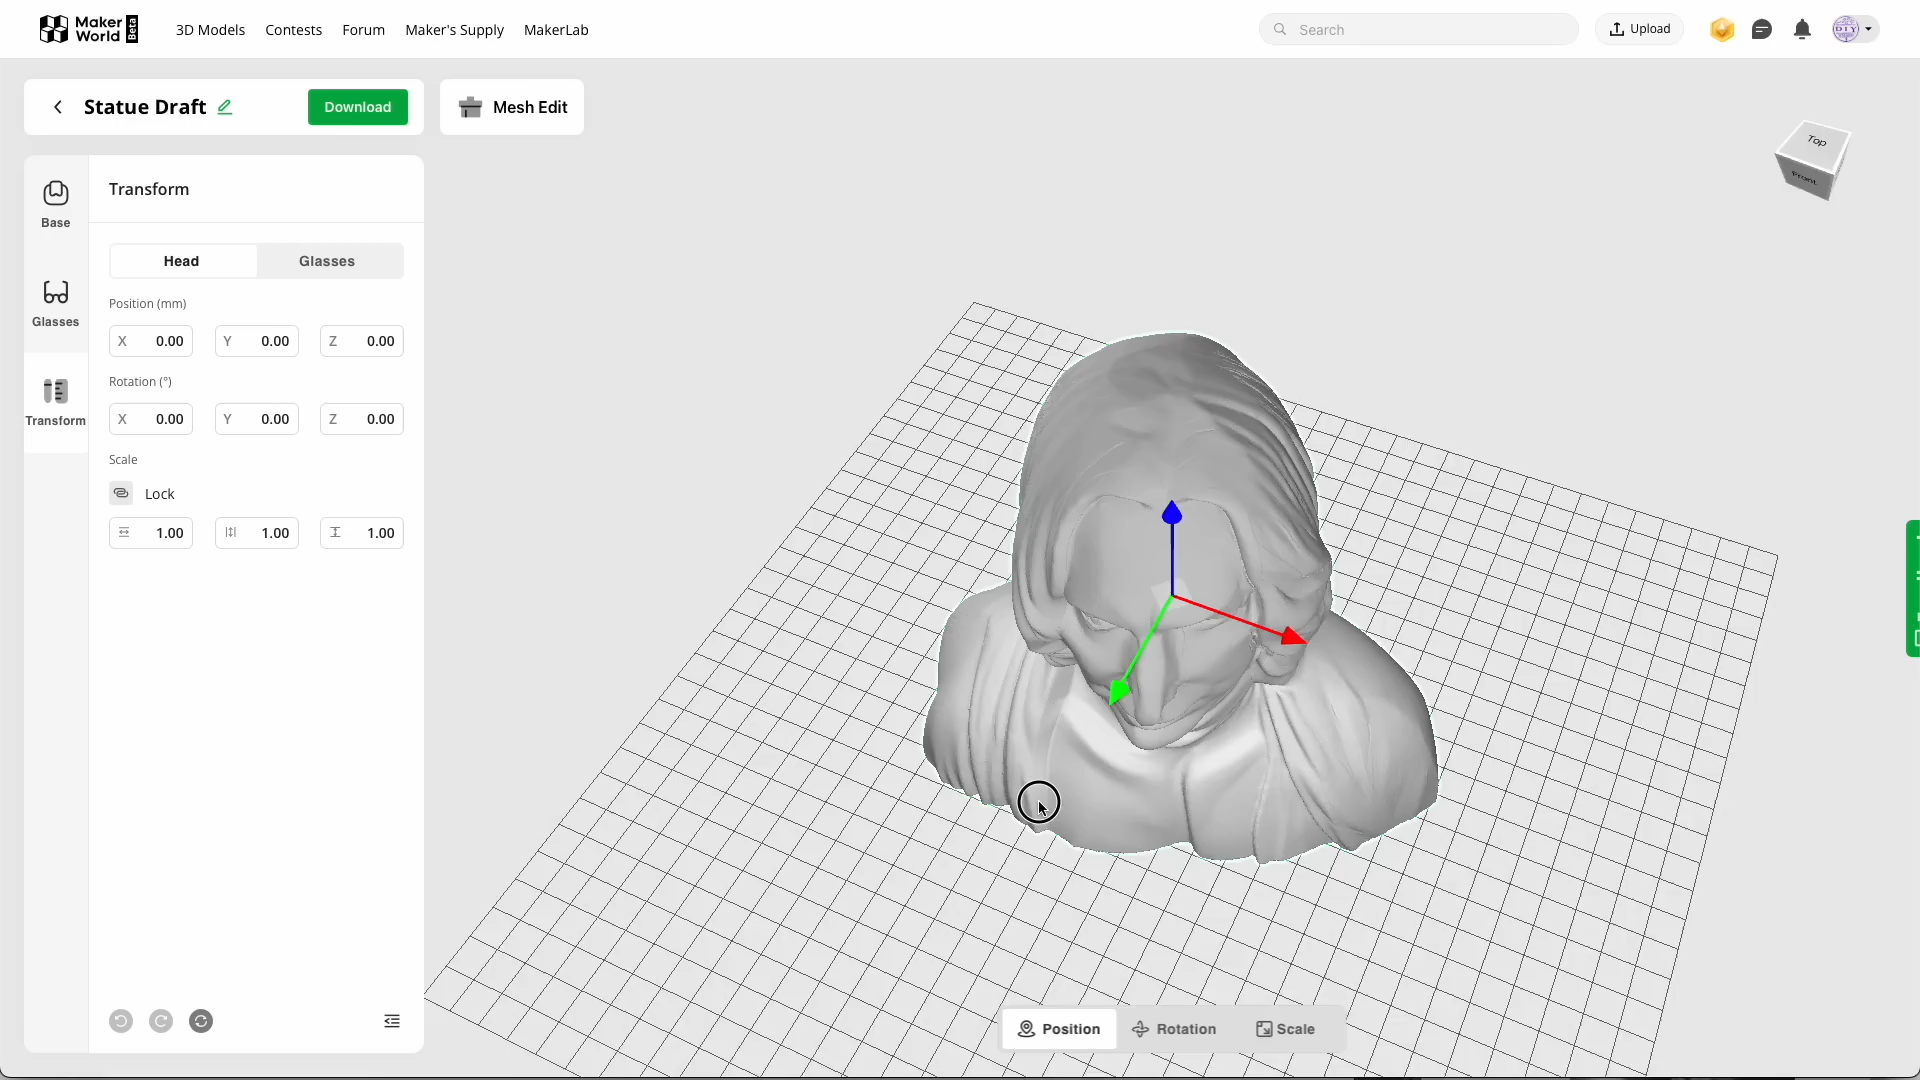 Maker
World
Beta
3D Models
Contests
Forum
Maker's Supply
MakerLab
Search
Upload
DIY
Statue Draft
Download
Mesh Edit
Top
Front
Base
Glasses
Transform
Transform
Head
Glasses
Position (mm)
X 0.00 Y 0.00 Z 0.00
Rotation (°)
X 0.00 Y 0.00 Z 0.00
Scale
Lock
1.00 1.00 1.00
Position
Rotation
Scale